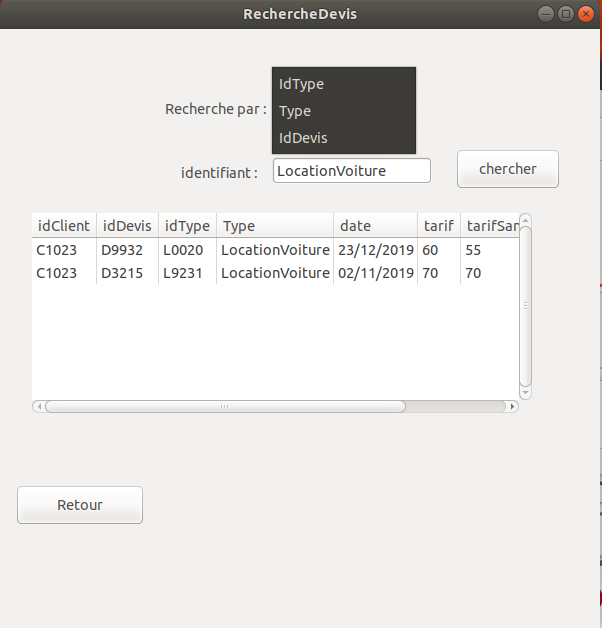 RechercheDevis
Recherche par :
IdType
Type
IdDevis
identifiant :
LocationVoiture
chercher
idClient idDevis idType Type date tarif tarifSan
C1023 D9932 L0020 LocationVoiture 23/12/2019 60 55
C1023 D3215 L9231 LocationVoiture 02/11/2019 70 70
Retour